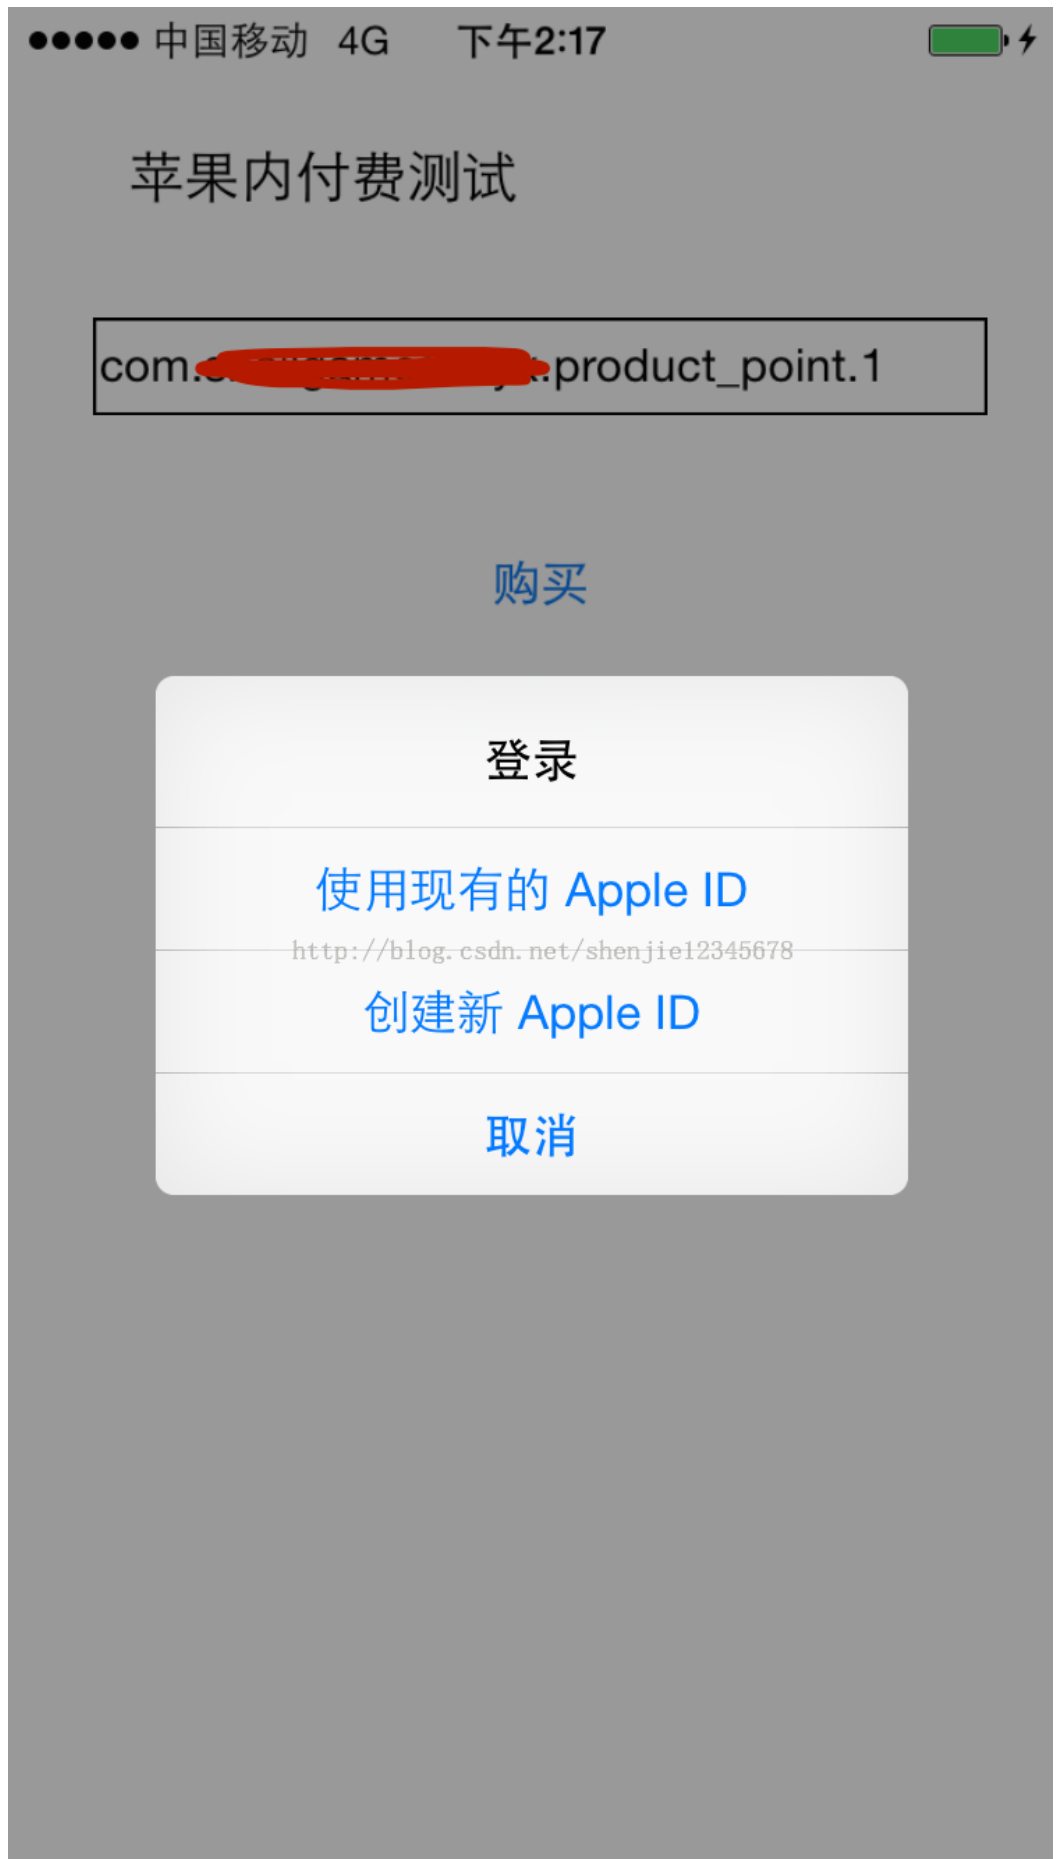 中国移动 4G 下午2:17
苹果内付费测试
com. .product_point.1
购买
登录
使用现有的 Apple ID
http://blog.csdn.net/shenjie12345678
创建新 Apple ID
取消